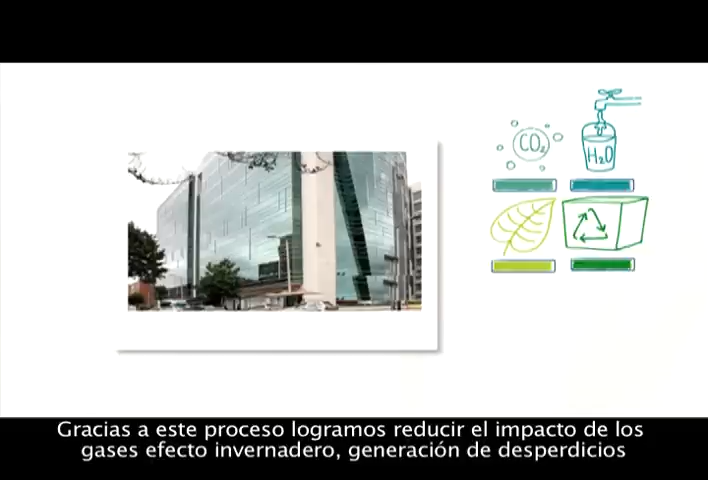 CO₂
H₂O
Gracias a este proceso logramos reducir el impacto de los
gases efecto invernadero, generación de desperdicios